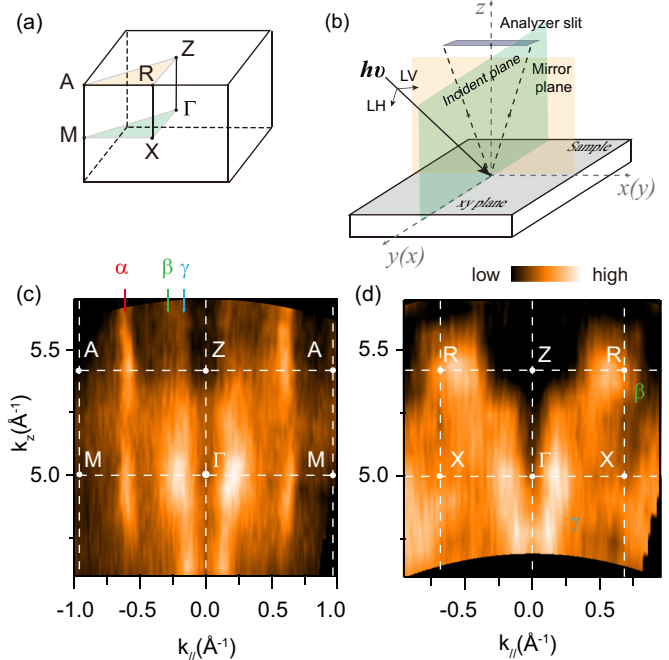 (a)
Z
A
R
Γ
M
X
(b)
z
Analyzer slit
hυ
LV
LH
Incident plane
Mirror
plane
Sample
xy plane
x(y)
y(x)
low
high
(c)
α
β
γ
A
Z
A
M
Γ
M
5.5
5.0
k_z(Å⁻¹)
-1.0
-0.5
0.0
0.5
1.0
k_//(Å⁻¹)
(d)
R
Z
R
β
X
Γ
X
γ
5.5
5.0
-0.5
0.0
0.5
k_//(Å⁻¹)